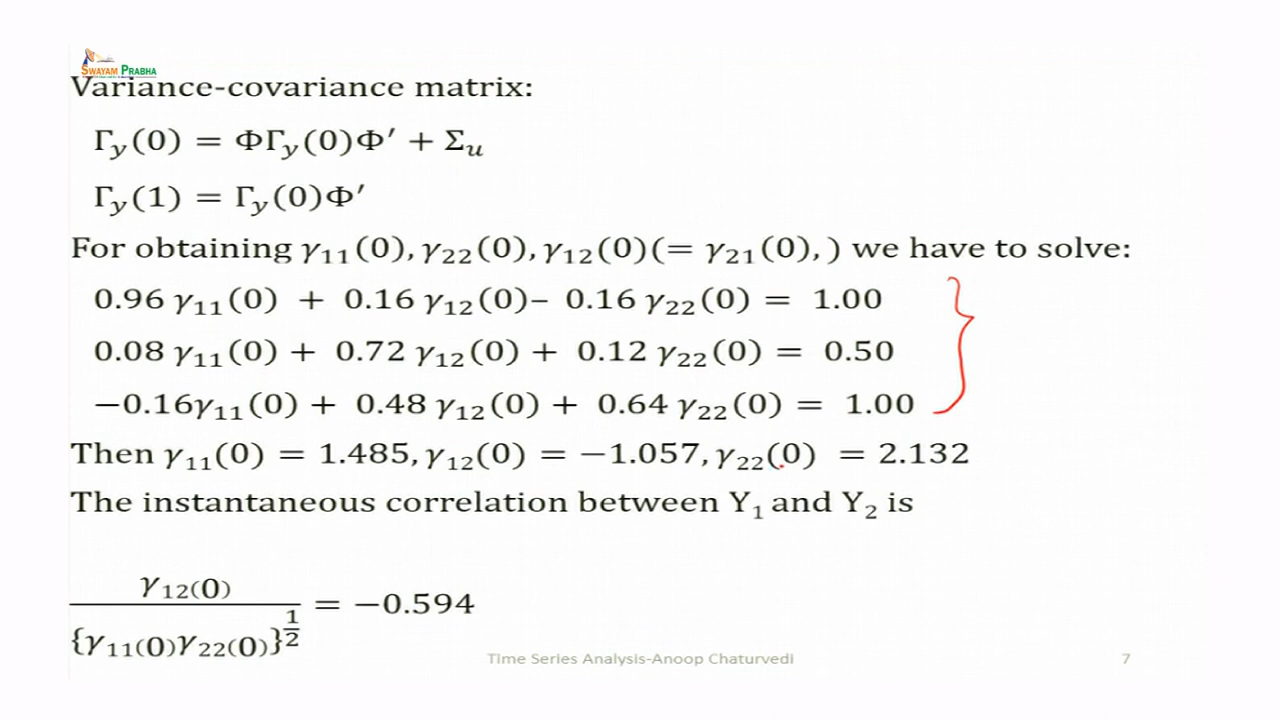 SWAYAM PRABHA
Variance-covariance matrix:
Γy(0) = ΦΓy(0)Φ′ + Σu
Γy(1) = Γy(0)Φ′
For obtaining γ11(0), γ22(0), γ12(0)(= γ21(0), ) we have to solve:
0.96 γ11(0) + 0.16 γ12(0)– 0.16 γ22(0) = 1.00
0.08 γ11(0) + 0.72 γ12(0) + 0.12 γ22(0) = 0.50
−0.16γ11(0) + 0.48 γ12(0) + 0.64 γ22(0) = 1.00
Then γ11(0) = 1.485, γ12(0) = −1.057, γ22(0) = 2.132
The instantaneous correlation between Y1 and Y2 is
γ12(0)
{γ11(0)γ22(0)}^1/2 = −0.594
Time Series Analysis-Anoop Chaturvedi 7